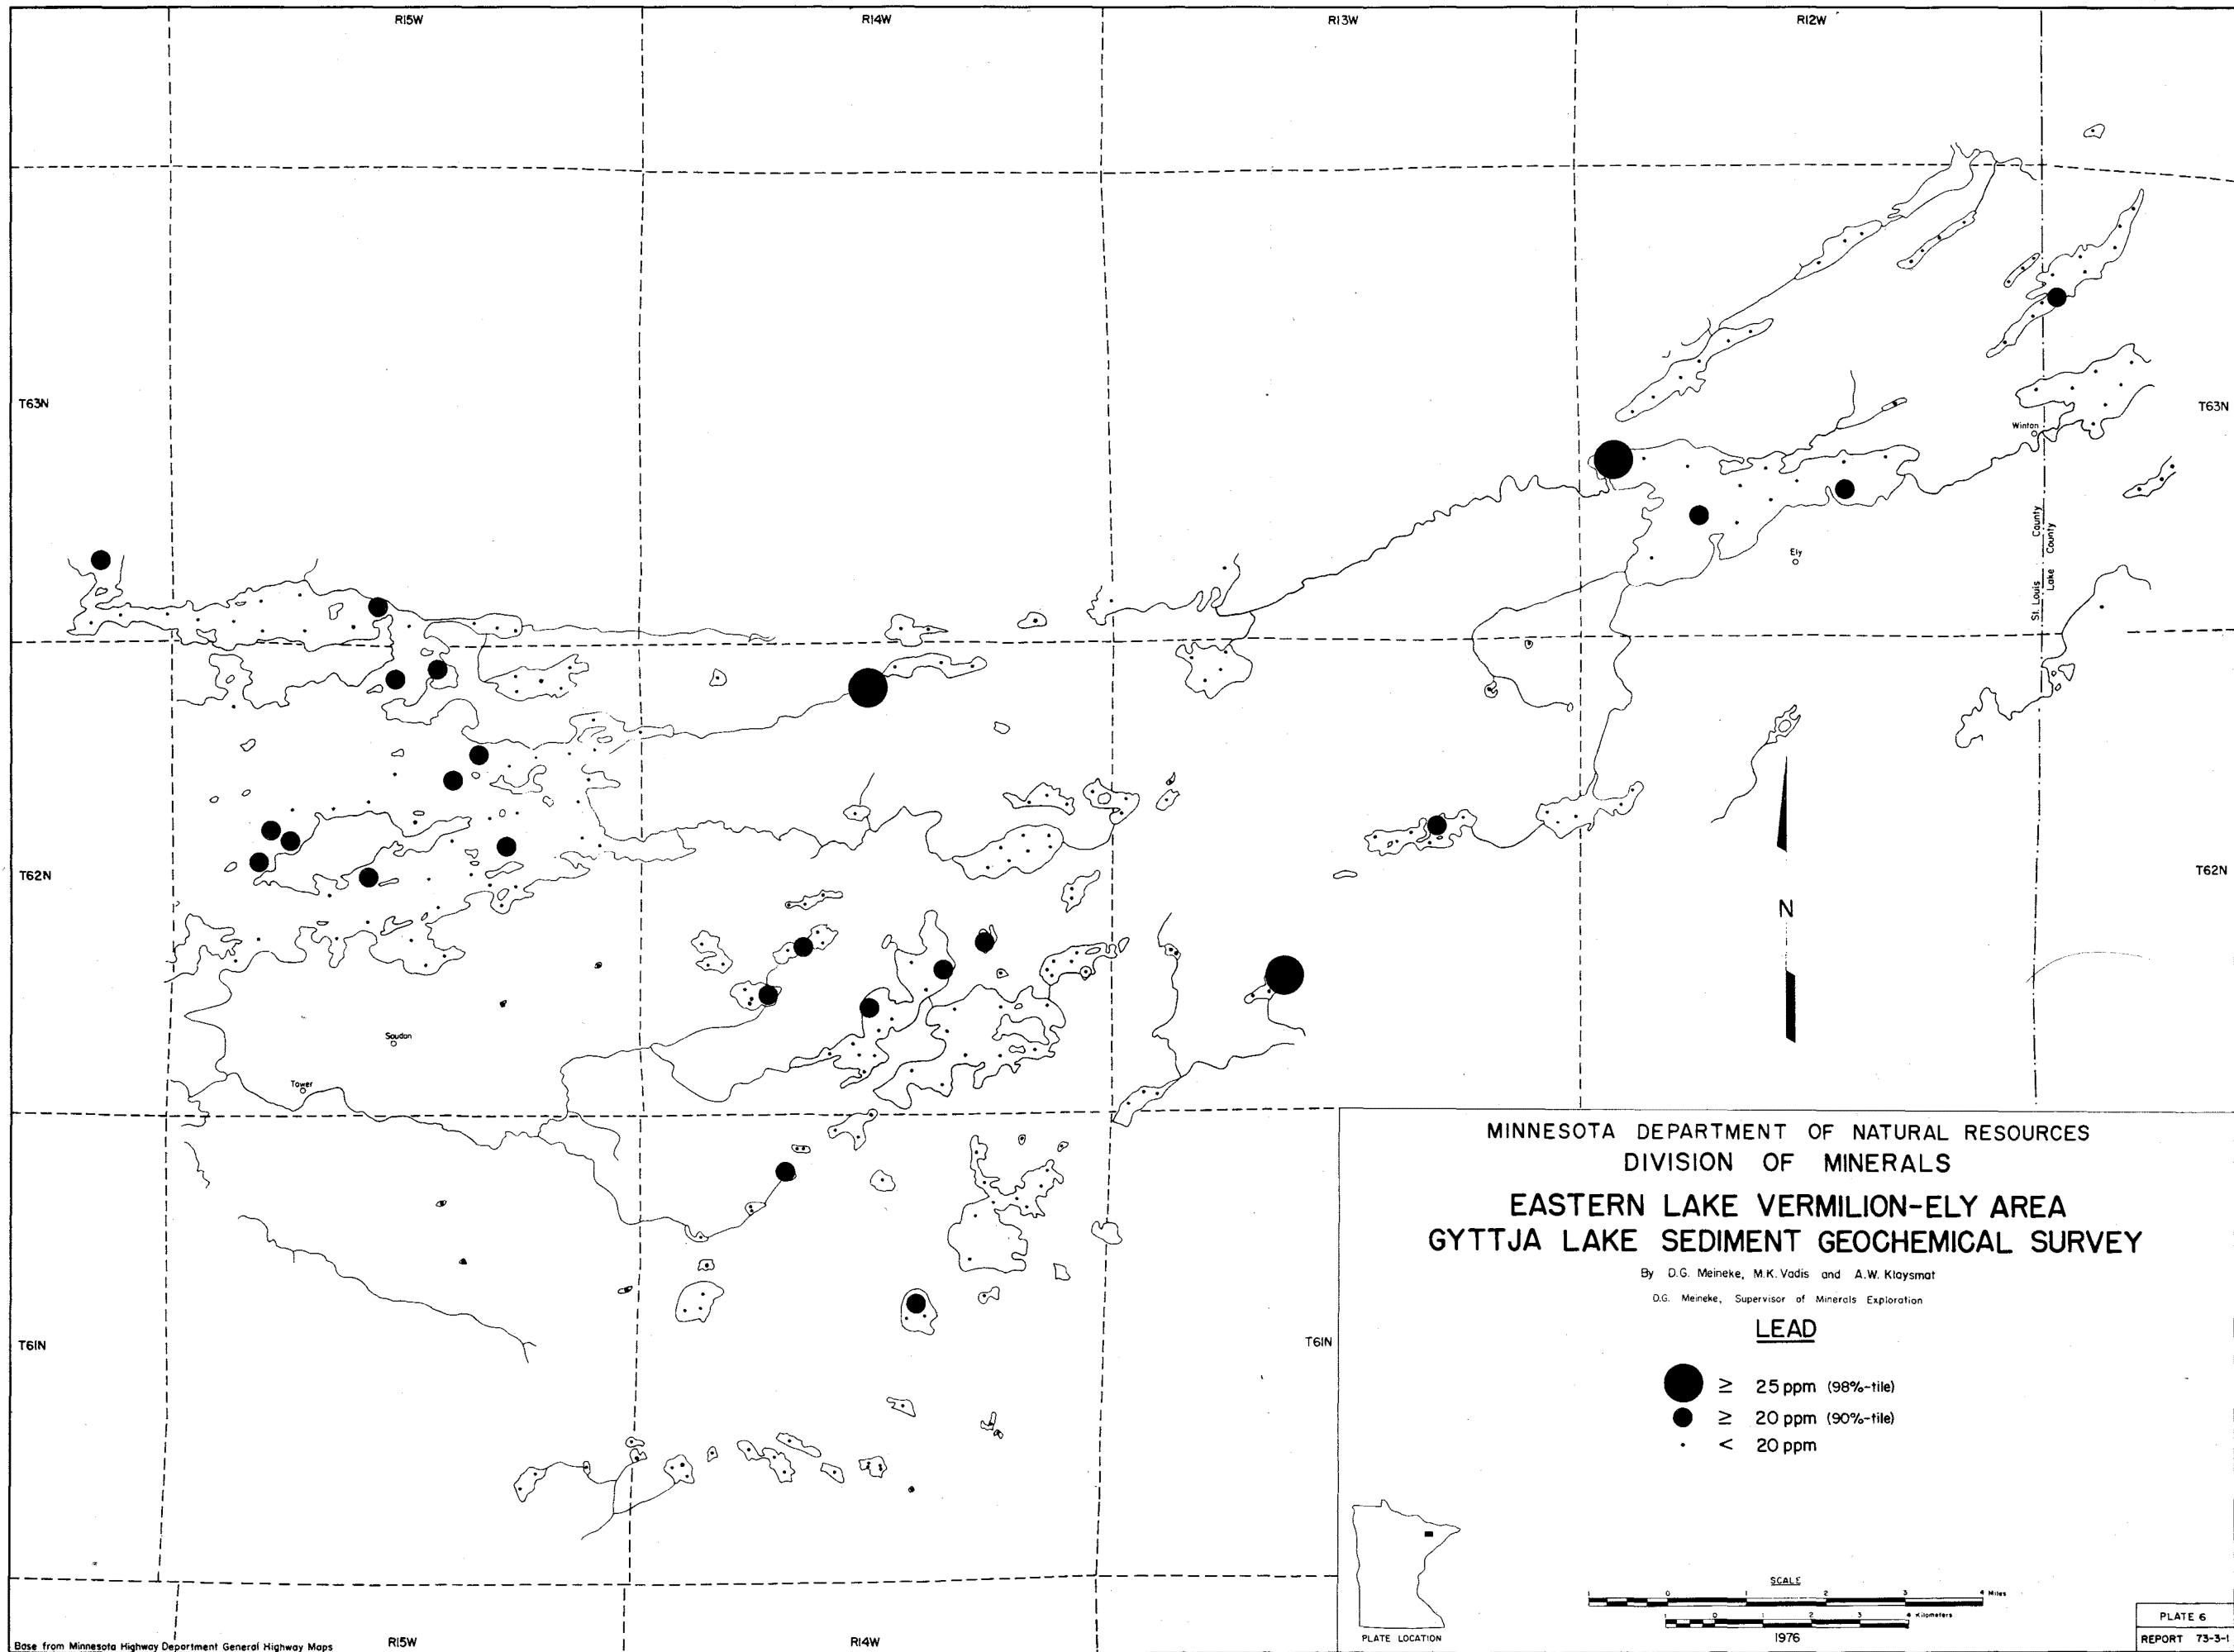 R15W
R14W
R13W
R12W
T63N
T63N
Winton
St. Louis County
Lake County
Ely
T62N
T62N
N
Soudan
Tower
MINNESOTA DEPARTMENT OF NATURAL RESOURCES
DIVISION OF MINERALS
EASTERN LAKE VERMILION-ELY AREA
GYTTJA LAKE SEDIMENT GEOCHEMICAL SURVEY
By D.G. Meineke, M.K. Vadis and A.W. Klaysmat
D.G. Meineke, Supervisor of Minerals Exploration
LEAD
≥ 25 ppm (98%-tile)
≥ 20 ppm (90%-tile)
< 20 ppm
T61N
T61N
SCALE
1 0 1 2 3 4 Miles
1 0 1 2 3 4 Kilometers
1976
PLATE LOCATION
PLATE 6
REPORT 73-3-1
Base from Minnesota Highway Department General Highway Maps
R15W
R14W